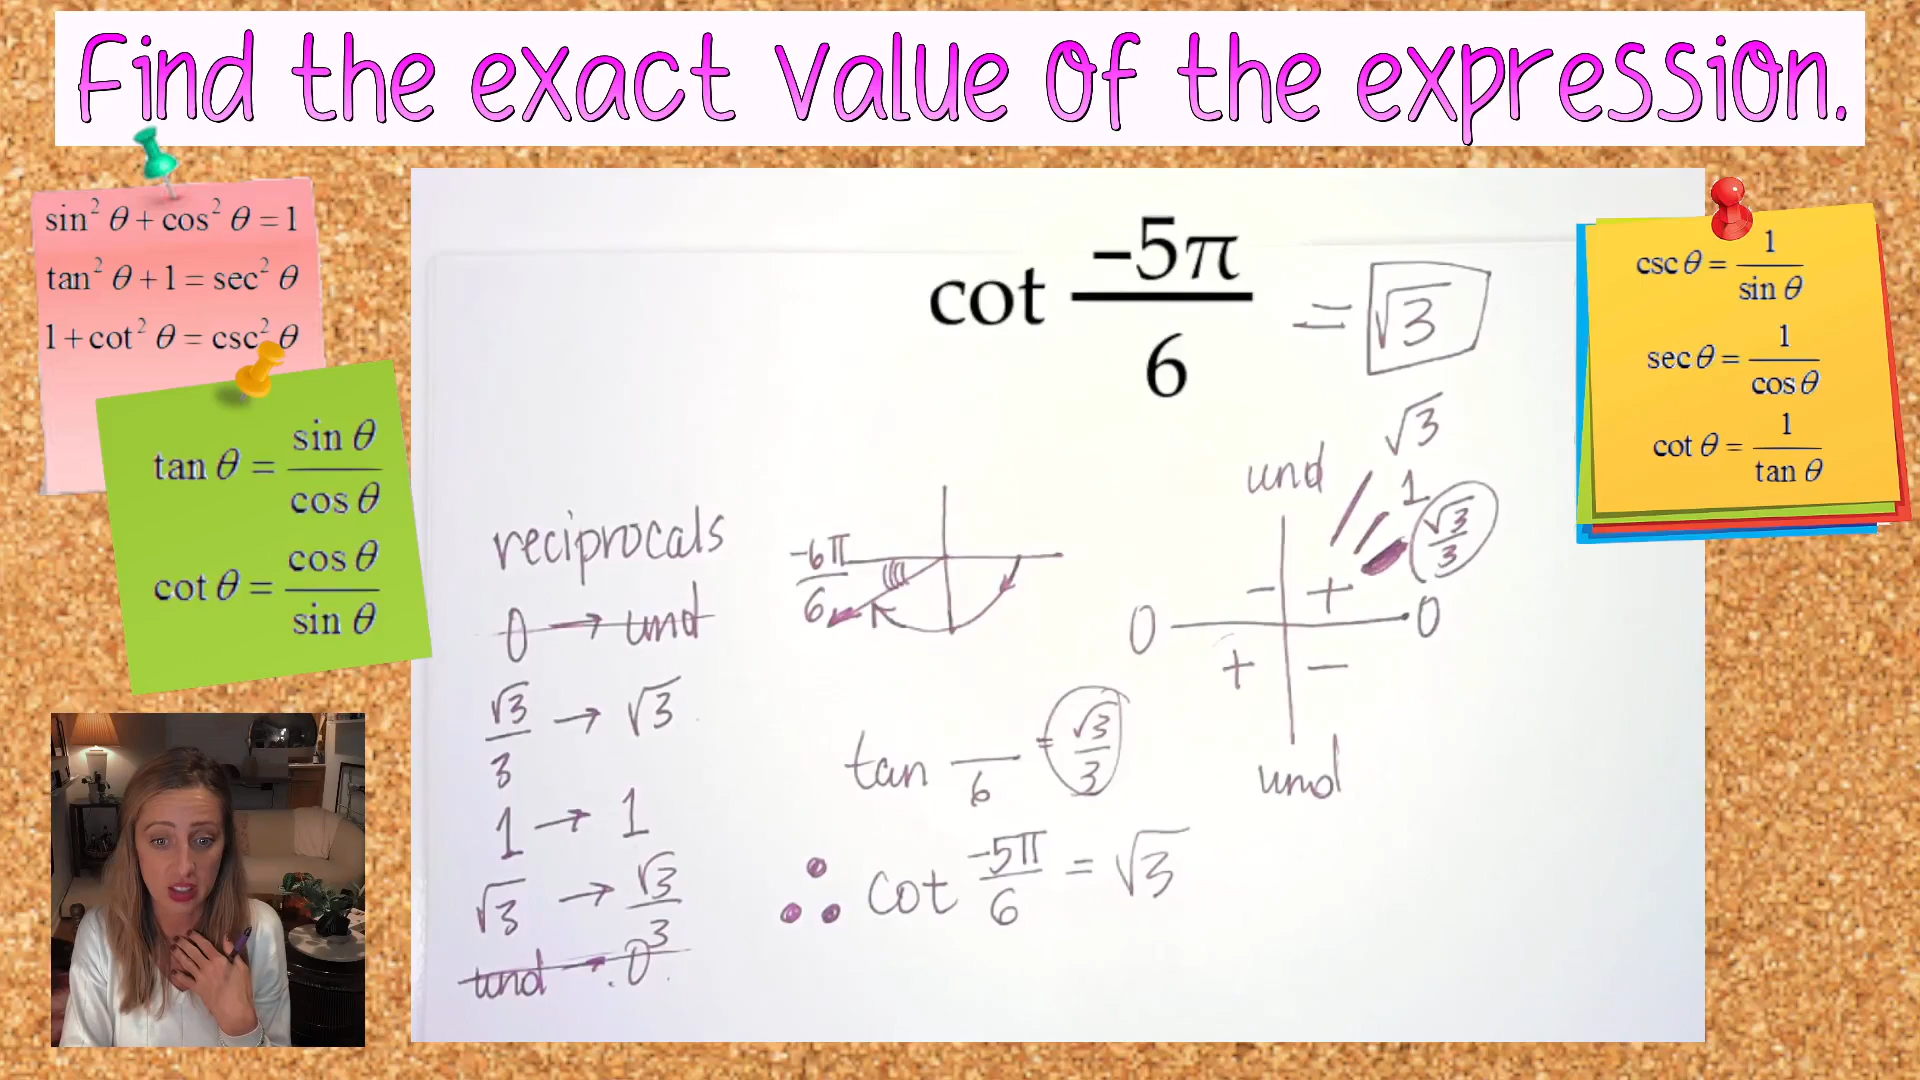 Find the exact value of the expression.
sin² θ + cos² θ = 1
tan² θ + 1 = sec² θ
1 + cot² θ = csc² θ
tan θ = sin θ / cos θ
cot θ = cos θ / sin θ
cot –5π / 6 = √3
csc θ = 1 / sin θ
sec θ = 1 / cos θ
cot θ = 1 / tan θ
reciprocals
0 → und
√3/3 → √3
1 → 1
√3 → √3/3
und → 0
-6π/6
und
√3
1
√3/3
- +
0 0
+ -
und
tan /6 = √3/3
∴ cot -5π/6 = √3